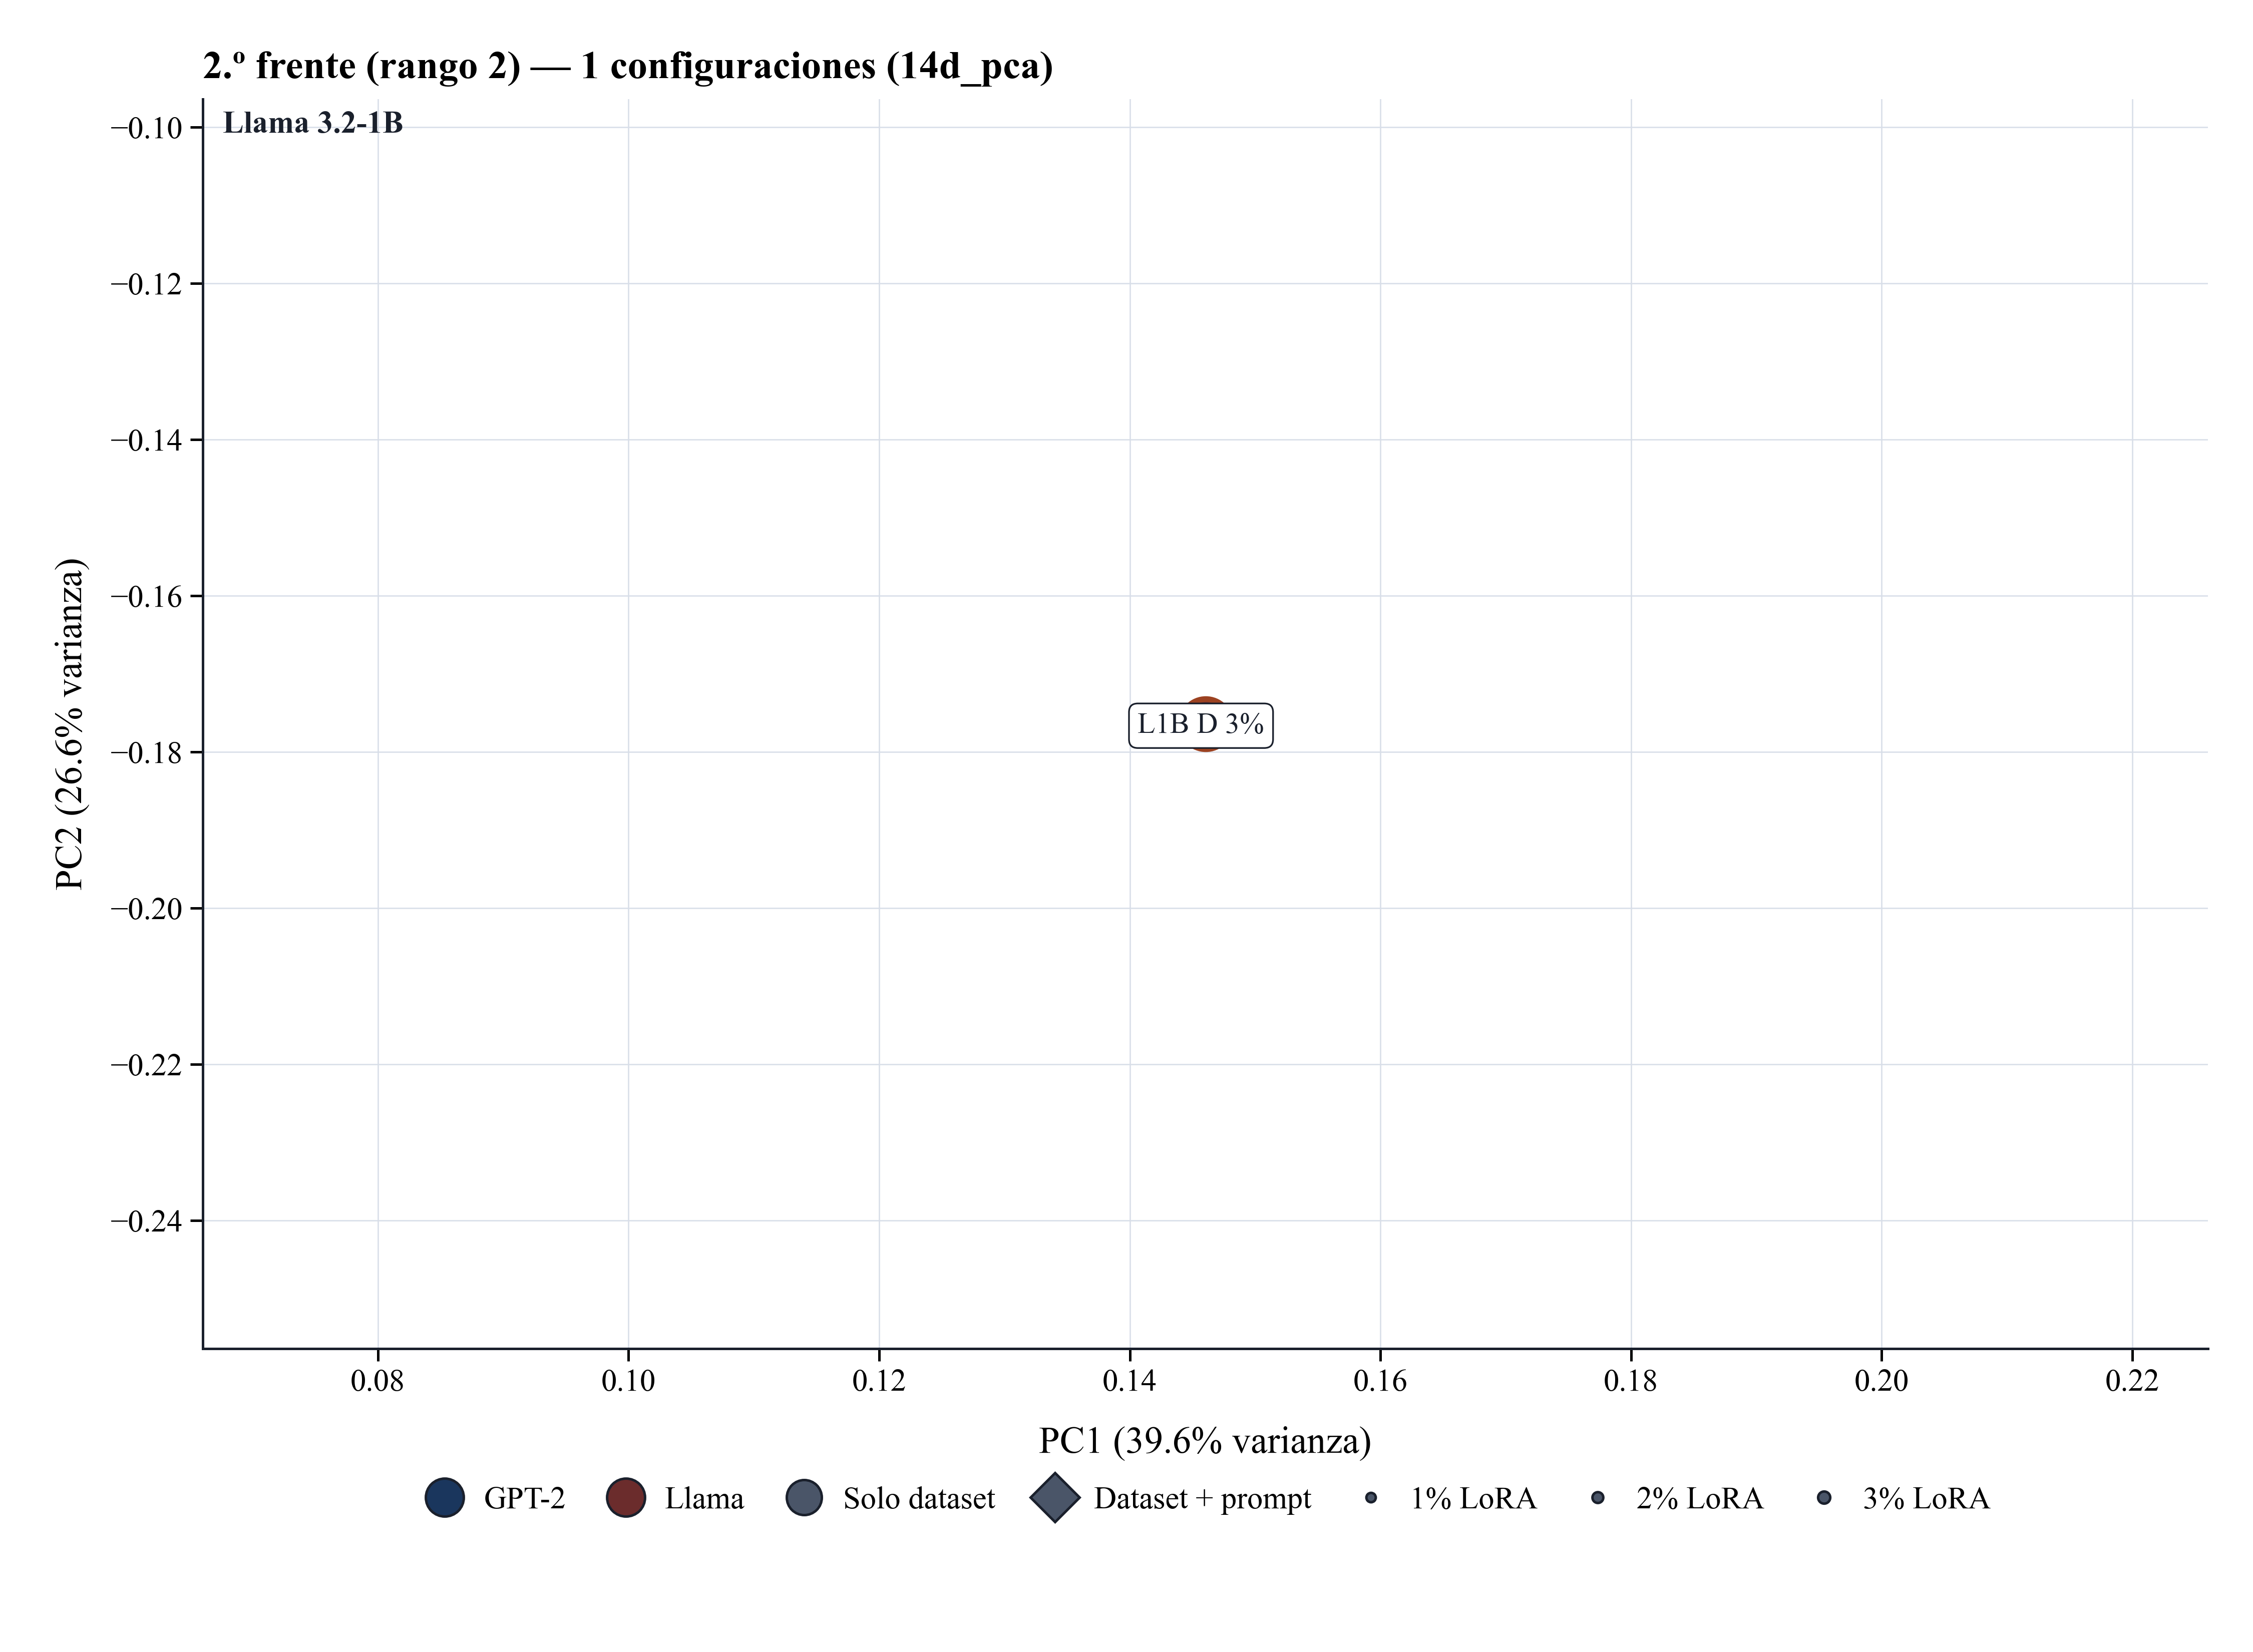 2.º frente (rango 2) — 1 configuraciones (14d_pca)
Llama 3.2-1B
−0.10
−0.12
−0.14
−0.16
−0.18
−0.20
−0.22
−0.24
PC2 (26.6% varianza)
L1B D 3%
0.08 0.10 0.12 0.14 0.16 0.18 0.20 0.22
PC1 (39.6% varianza)
GPT-2 Llama Solo dataset Dataset + prompt 1% LoRA 2% LoRA 3% LoRA